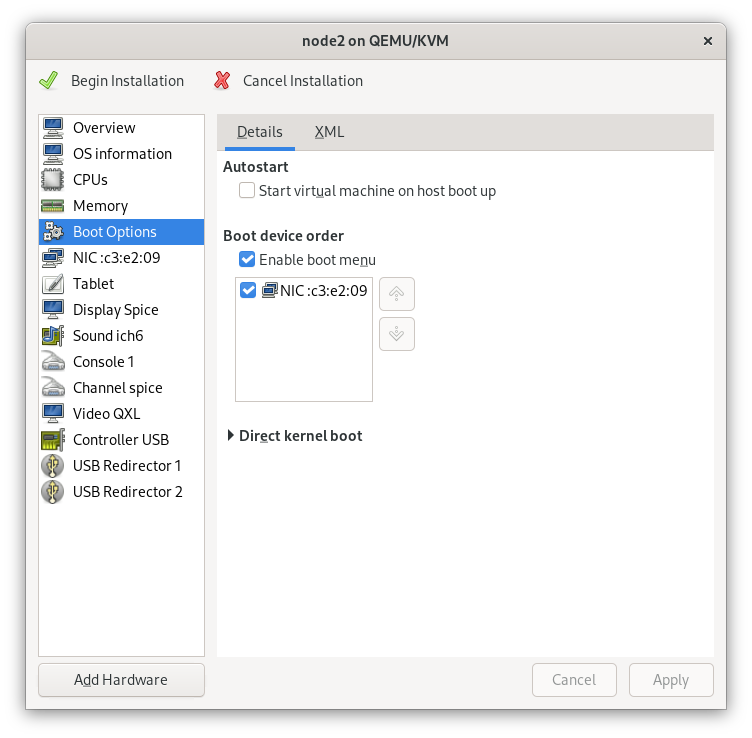 node2 on QEMU/KVM
Begin Installation
Cancel Installation
Overview
OS information
CPUs
Memory
Boot Options
NIC :c3:e2:09
Tablet
Display Spice
Sound ich6
Console 1
Channel spice
Video QXL
Controller USB
USB Redirector 1
USB Redirector 2
Add Hardware
Details
XML
Autostart
Start virtual machine on host boot up
Boot device order
Enable boot menu
NIC :c3:e2:09
Direct kernel boot
Cancel
Apply